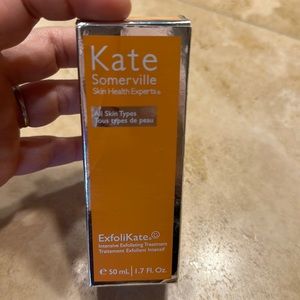 Kate
Somerville
Skin Health Experts®
All Skin Types
Tous types de peau
ExfoliKate®
Intensive Exfoliating Treatment
Traitement Exfoliant Intensif
℮ 50 mL | 1.7 fl. Oz.